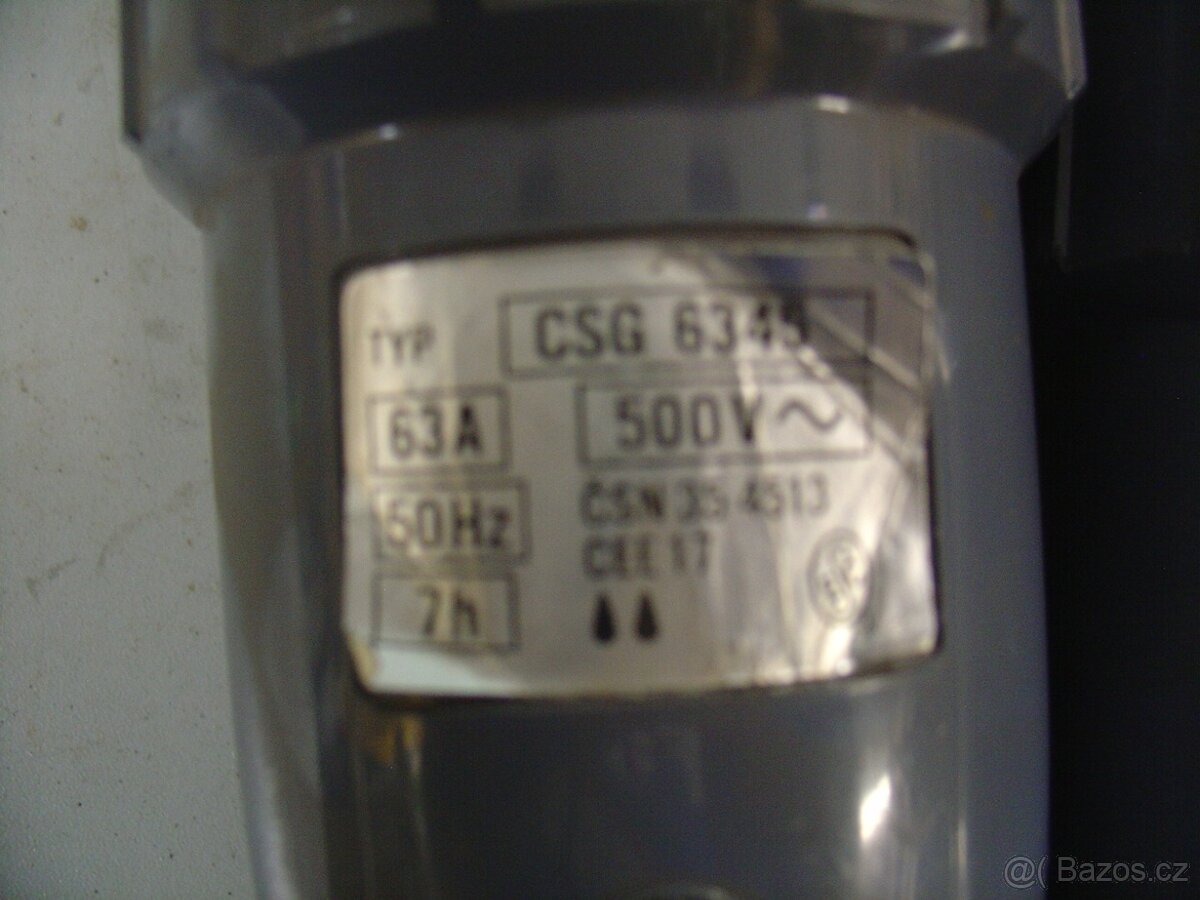 TYP CSG 6345
63A 500V ~
50Hz ČSN 35 4513
CEE 17
7h
@( Bazos.cz